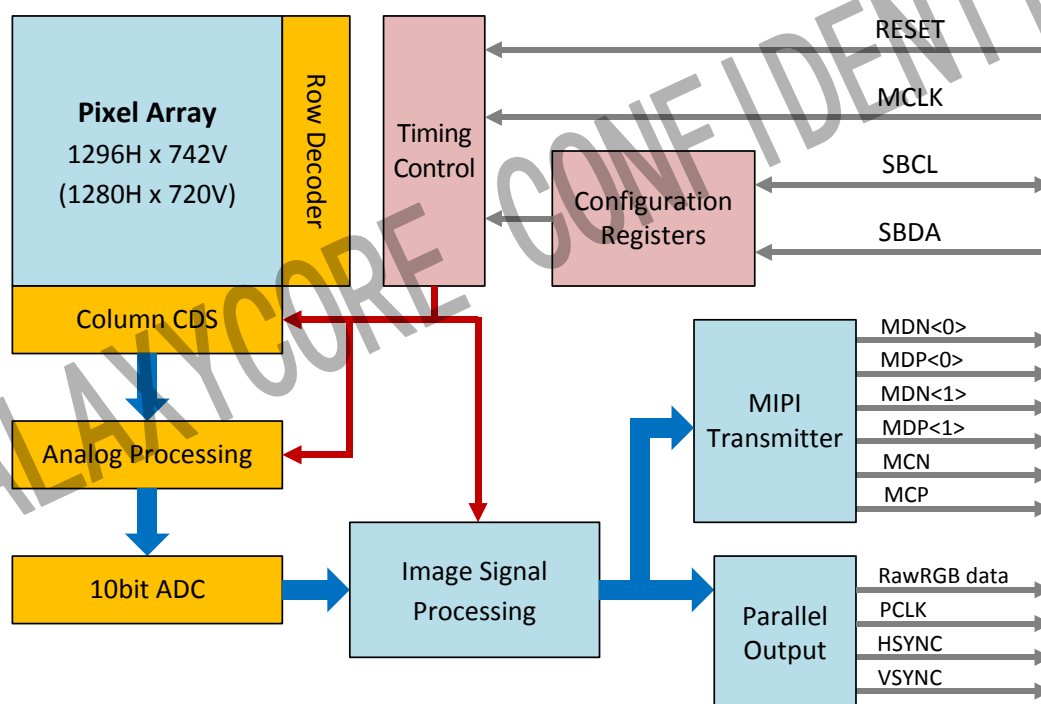 Pixel Array
1296H x 742V
(1280H x 720V)
Row Decoder
Timing
Control
RESET
MCLK
SBCL
SBDA
Configuration
Registers
Column CDS
Analog Processing
10bit ADC
Image Signal
Processing
MIPI
Transmitter
MDN<0>
MDP<0>
MDN<1>
MDP<1>
MCN
MCP
Parallel
Output
RawRGB data
PCLK
HSYNC
VSYNC
ALAXYCORE CONFIDENT